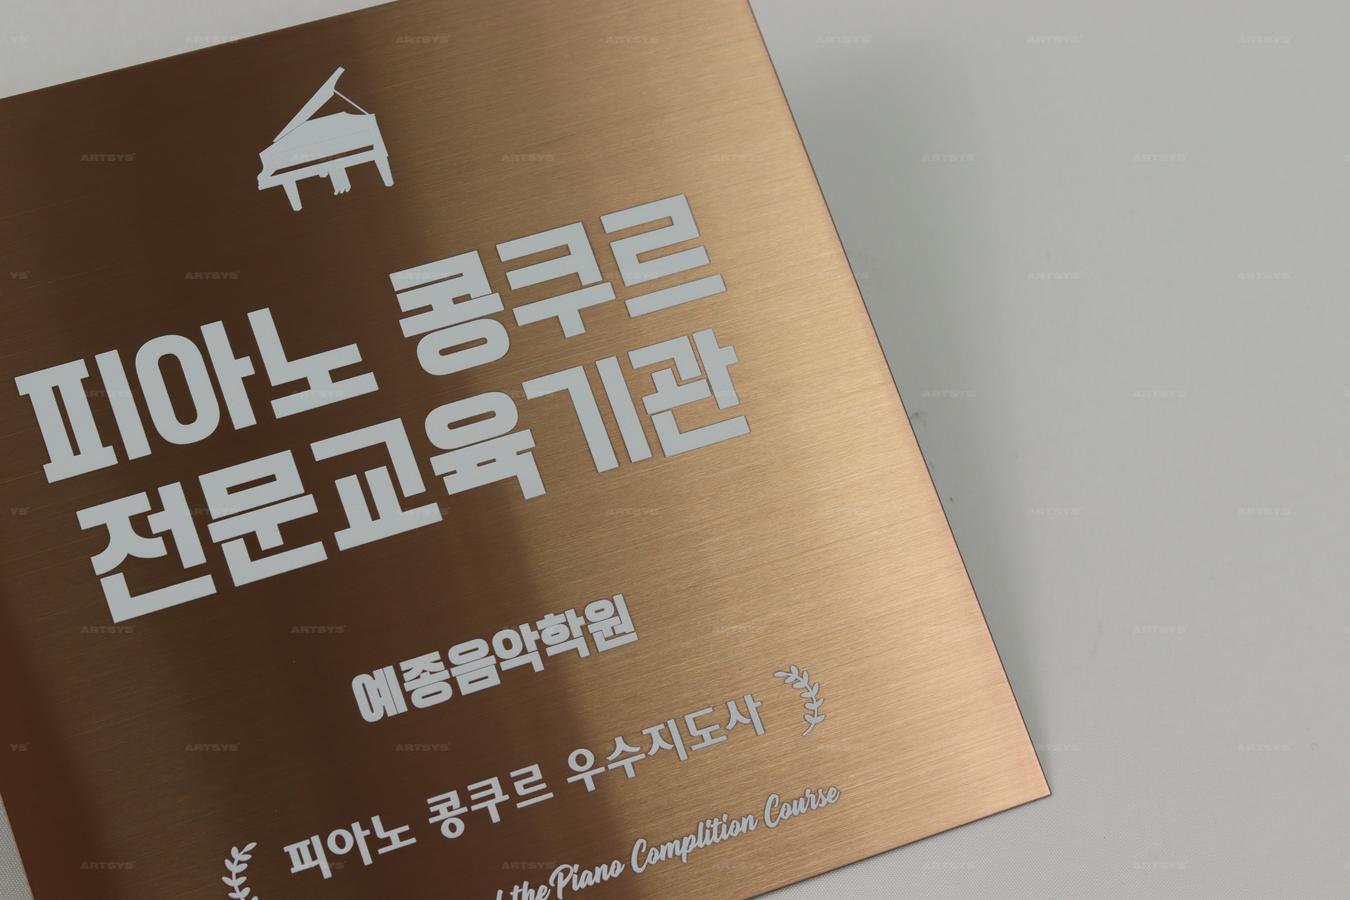 피아노 콩쿠르
전문교육기관
예종음악학원
피아노 콩쿠르 우수지도사
the Piano Complition Course
ARTSYS